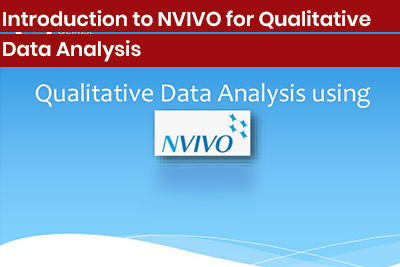 Introduction to NVIVO for Qualitative
Data Analysis
Qualitative Data Analysis using
NVIVO